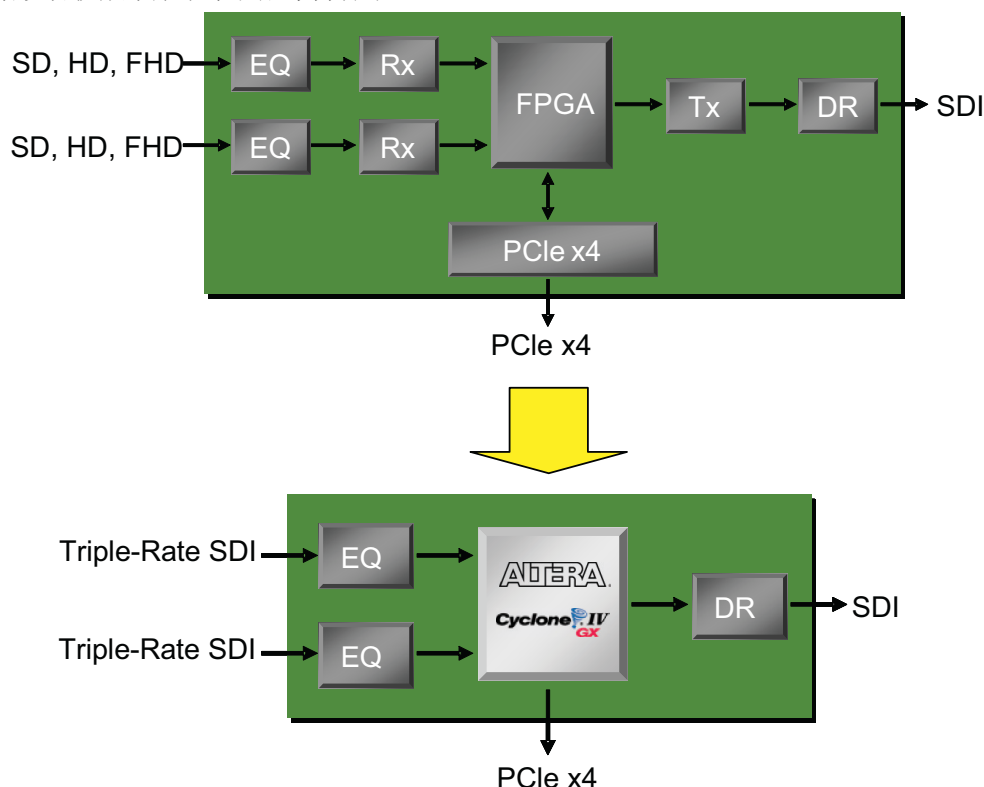 SD, HD, FHD
EQ
Rx
FPGA
Tx
DR
SDI
SD, HD, FHD
EQ
Rx
PCIe x4
PCIe x4
Triple-Rate SDI
EQ
ALTERA.
Cyclone IV
GX
DR
SDI
Triple-Rate SDI
EQ
PCIe x4